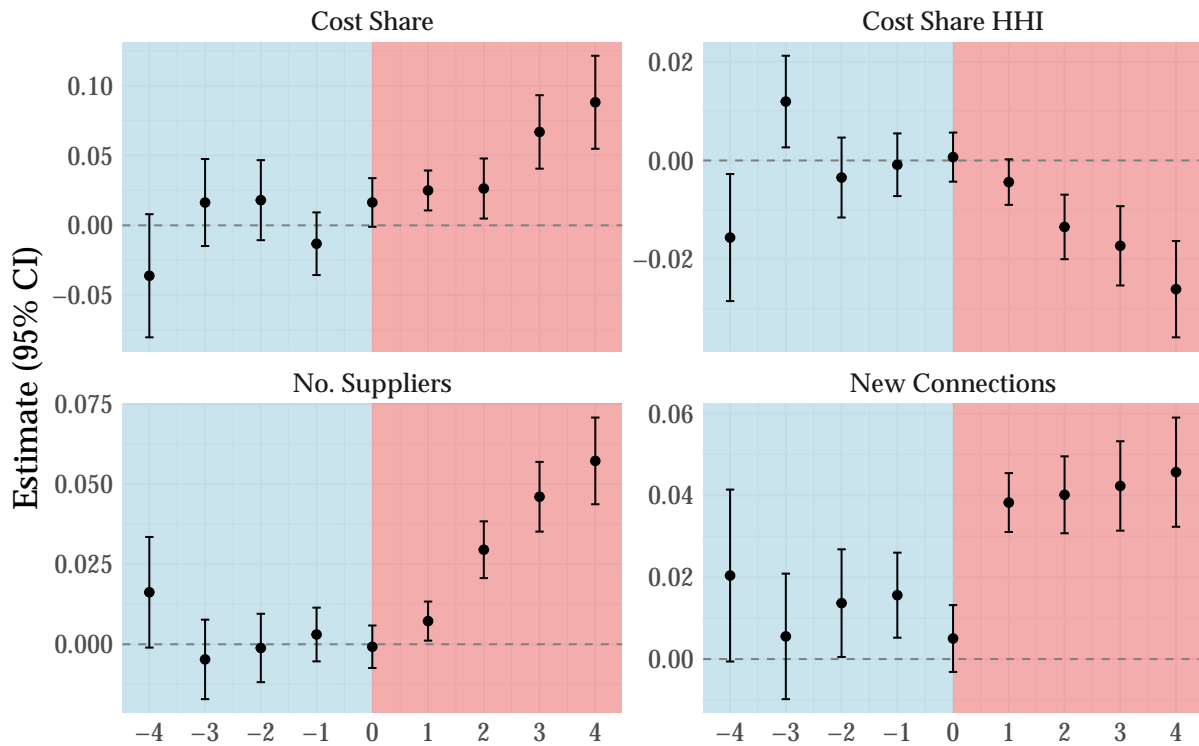 Cost Share
Cost Share HHI
0.10
0.05
0.00
−0.05
0.02
0.00
−0.02
Estimate (95% CI)
No. Suppliers
New Connections
0.075
0.050
0.025
0.000
0.06
0.04
0.02
0.00
−4 −3 −2 −1 0 1 2 3 4
−4 −3 −2 −1 0 1 2 3 4